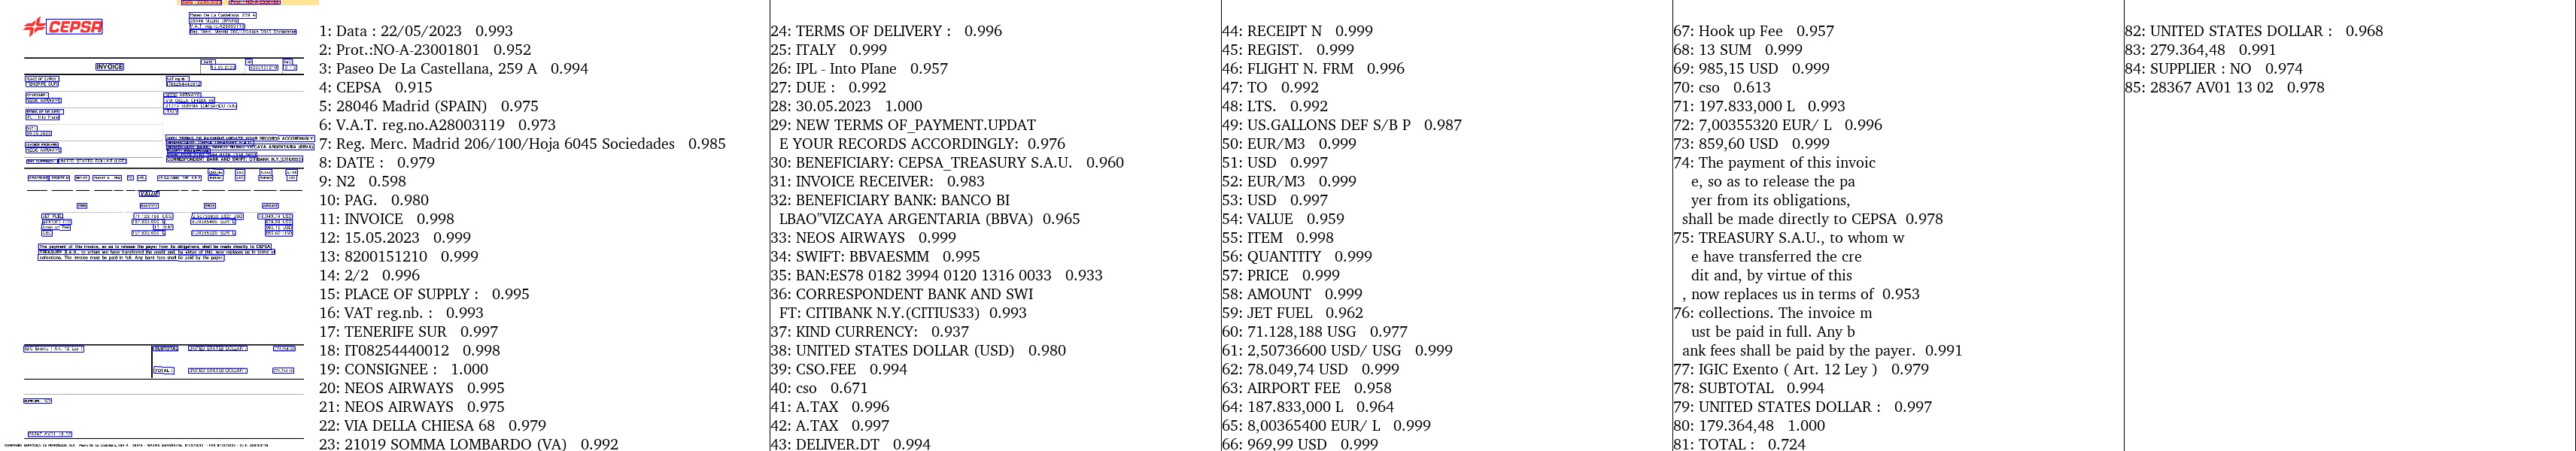 CEPSA
INVOICE
1: Data : 22/05/2023 0.993
2: Prot.:NO-A-23001801 0.952
3: Paseo De La Castellana, 259 A 0.994
4: CEPSA 0.915
5: 28046 Madrid (SPAIN) 0.975
6: V.A.T. reg.no.A28003119 0.973
7: Reg. Merc. Madrid 206/100/Hoja 6045 Sociedades 0.985
8: DATE : 0.979
9: N2 0.598
10: PAG. 0.980
11: INVOICE 0.998
12: 15.05.2023 0.999
13: 8200151210 0.999
14: 2/2 0.996
15: PLACE OF SUPPLY : 0.995
16: VAT reg.nb. : 0.993
17: TENERIFE SUR 0.997
18: IT08254440012 0.998
19: CONSIGNEE : 1.000
20: NEOS AIRWAYS 0.995
21: NEOS AIRWAYS 0.975
22: VIA DELLA CHIESA 68 0.979
23: 21019 SOMMA LOMBARDO (VA) 0.992
24: TERMS OF DELIVERY : 0.996
25: ITALY 0.999
26: IPL - Into PIane 0.957
27: DUE : 0.992
28: 30.05.2023 1.000
29: NEW TERMS OF_PAYMENT.UPDAT
E YOUR RECORDS ACCORDINGLY: 0.976
30: BENEFICIARY: CEPSA_TREASURY S.A.U. 0.960
31: INVOICE RECEIVER: 0.983
32: BENEFICIARY BANK: BANCO BI
LBAO"VIZCAYA ARGENTARIA (BBVA) 0.965
33: NEOS AIRWAYS 0.999
34: SWIFT: BBVAESMM 0.995
35: BAN:ES78 0182 3994 0120 1316 0033 0.933
36: CORRESPONDENT BANK AND SWI
FT: CITIBANK N.Y.(CITIUS33) 0.993
37: KIND CURRENCY: 0.937
38: UNITED STATES DOLLAR (USD) 0.980
39: CSO.FEE 0.994
40: cso 0.671
41: A.TAX 0.996
42: A.TAX 0.997
43: DELIVER.DT 0.994
44: RECEIPT N 0.999
45: REGIST. 0.999
46: FLIGHT N. FRM 0.996
47: TO 0.992
48: LTS. 0.992
49: US.GALLONS DEF S/B P 0.987
50: EUR/M3 0.999
51: USD 0.997
52: EUR/M3 0.999
53: USD 0.997
54: VALUE 0.959
55: ITEM 0.998
56: QUANTITY 0.999
57: PRICE 0.999
58: AMOUNT 0.999
59: JET FUEL 0.962
60: 71.128,188 USG 0.977
61: 2,50736600 USD/ USG 0.999
62: 78.049,74 USD 0.999
63: AIRPORT FEE 0.958
64: 187.833,000 L 0.964
65: 8,00365400 EUR/ L 0.999
66: 969,99 USD 0.999
67: Hook up Fee 0.957
68: 13 SUM 0.999
69: 985,15 USD 0.999
70: cso 0.613
71: 197.833,000 L 0.993
72: 7,00355320 EUR/ L 0.996
73: 859,60 USD 0.999
74: The payment of this invoic
e, so as to release the pa
yer from its obligations,
shall be made directly to CEPSA 0.978
75: TREASURY S.A.U., to whom w
e have transferred the cre
dit and, by virtue of this
, now replaces us in terms of 0.953
76: collections. The invoice m
ust be paid in full. Any b
ank fees shall be paid by the payer. 0.991
77: IGIC Exento ( Art. 12 Ley ) 0.979
78: SUBTOTAL 0.994
79: UNITED STATES DOLLAR : 0.997
80: 179.364,48 1.000
81: TOTAL : 0.724
82: UNITED STATES DOLLAR : 0.968
83: 279.364,48 0.991
84: SUPPLIER : NO 0.974
85: 28367 AV01 13 02 0.978